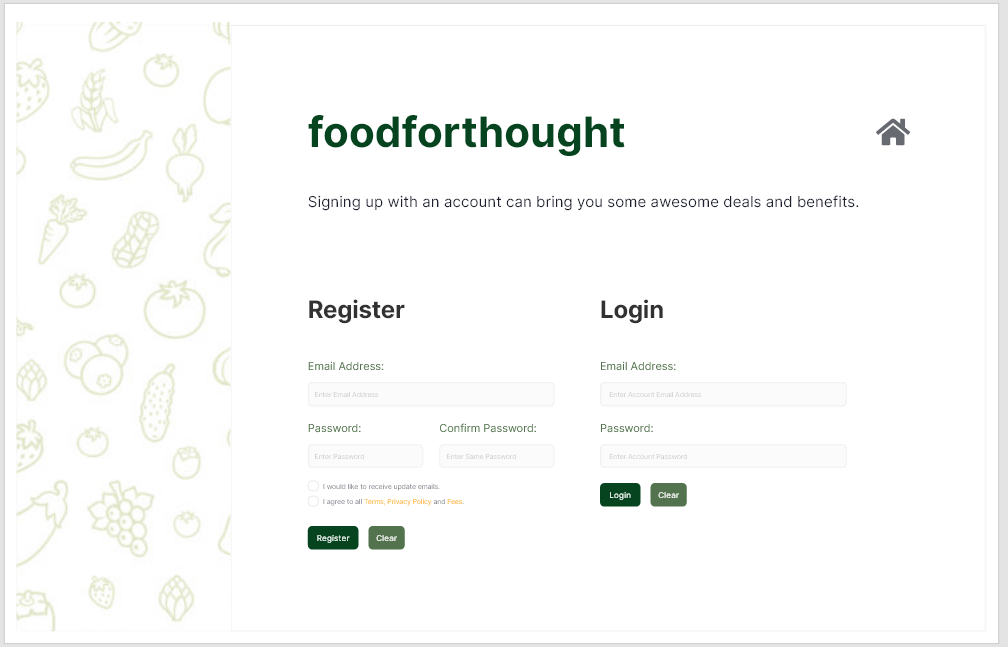 foodforthought
Signing up with an account can bring you some awesome deals and benefits.
Register
Email Address:
Enter Email Address
Password:
Confirm Password:
Enter Password
Enter Same Password
I would like to receive update emails.
I agree to all Terms, Privacy Policy and Fees.
Register
Clear
Login
Email Address:
Enter Account Email Address
Password:
Enter Account Password
Login
Clear